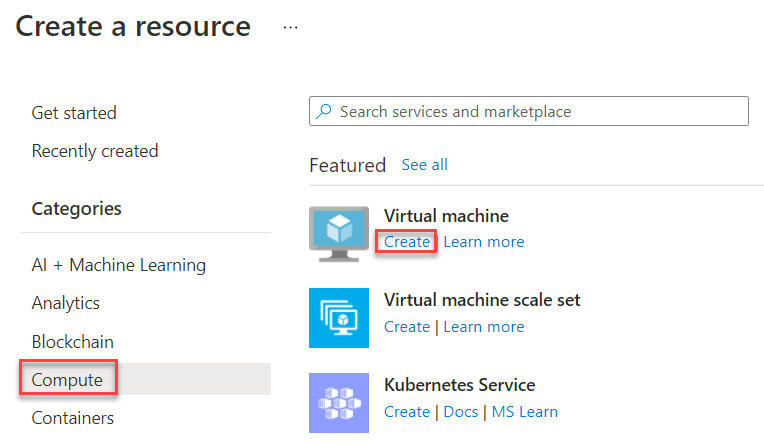 Create a resource ...
Get started
Recently created
Categories
AI + Machine Learning
Analytics
Blockchain
Compute
Containers
Search services and marketplace
Featured See all
Virtual machine
Create | Learn more
Virtual machine scale set
Create | Learn more
Kubernetes Service
Create | Docs | MS Learn